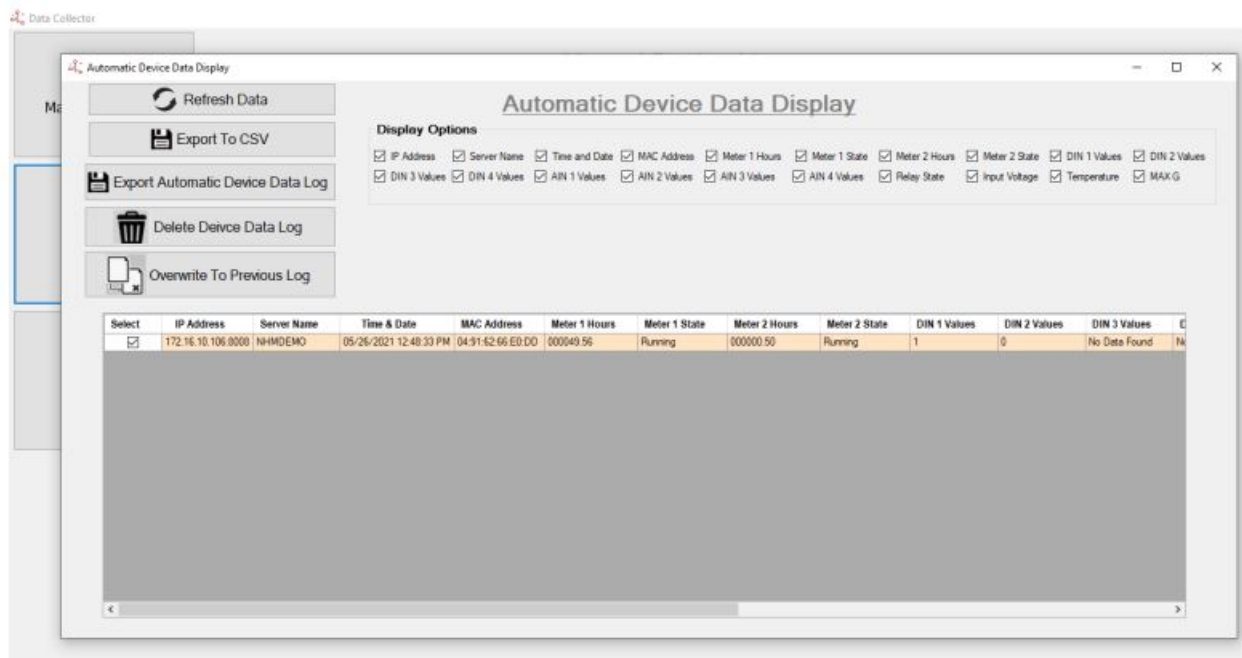 Data Collector
Automatic Device Data Display
Ma
Refresh Data
Export To CSV
Export Automatic Device Data Log
Delete Deivce Data Log
Overwrite To Previous Log
Automatic Device Data Display
Display Options
IP Address Server Name Time and Date MAC Address Meter 1 Hours Meter 1 State Meter 2 Hours Meter 2 State DIN 1 Values DIN 2 Values
DIN 3 Values DIN 4 Values AIN 1 Values AIN 2 Values AIN 3 Values AIN 4 Values Relay State Input Voltage Temperature MAX G
Select IP Address Server Name Time & Date MAC Address Meter 1 Hours Meter 1 State Meter 2 Hours Meter 2 State DIN 1 Values DIN 2 Values DIN 3 Values
172.16.10.106:8008 NHMDEMO 05/26/2021 12:48:33 PM 04:91:62:66:E0:DD 000049.56 Running 000000.50 Running 1 0 No Data Found